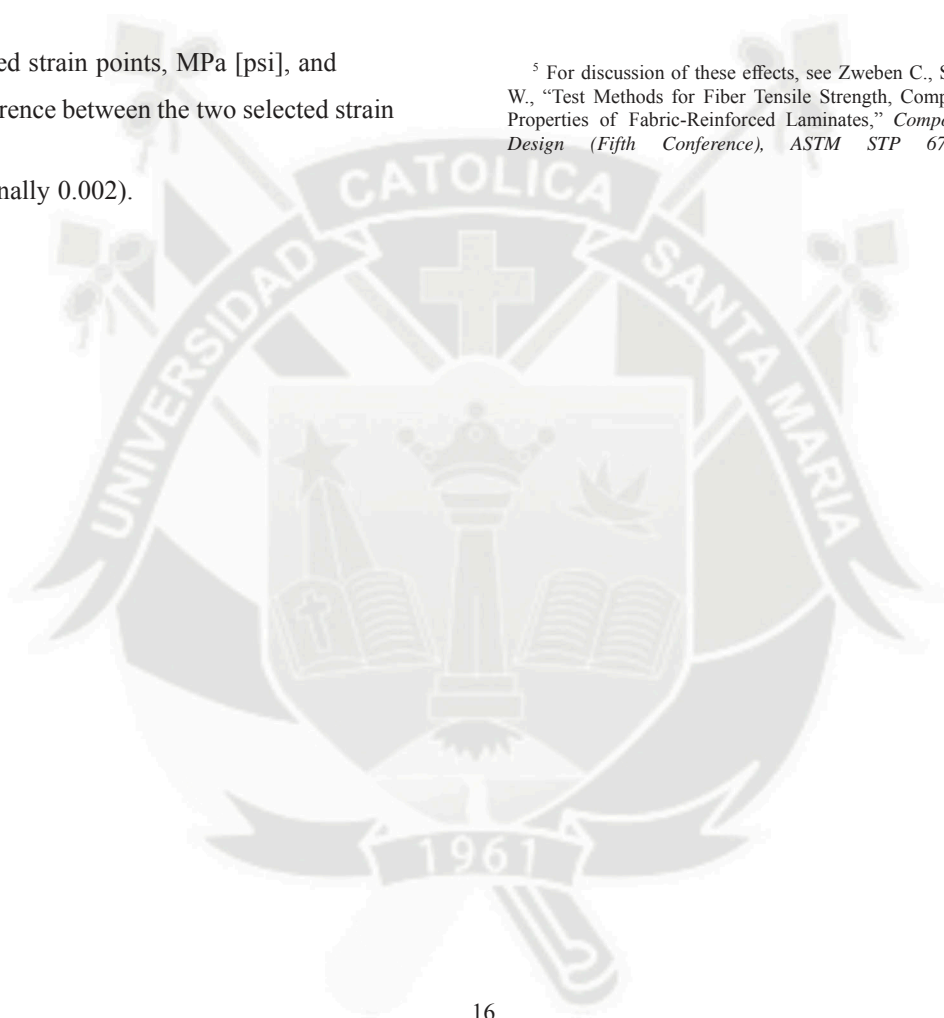 ed strain points, MPa [psi], and
rence between the two selected strain
nally 0.002).
⁵ For discussion of these effects, see Zweben C., S
W., “Test Methods for Fiber Tensile Strength, Comp
Properties of Fabric-Reinforced Laminates,” Compo
Design (Fifth Conference), ASTM STP 67
UNIVERSIDAD CATOLICA SANTA MARIA
1961
16